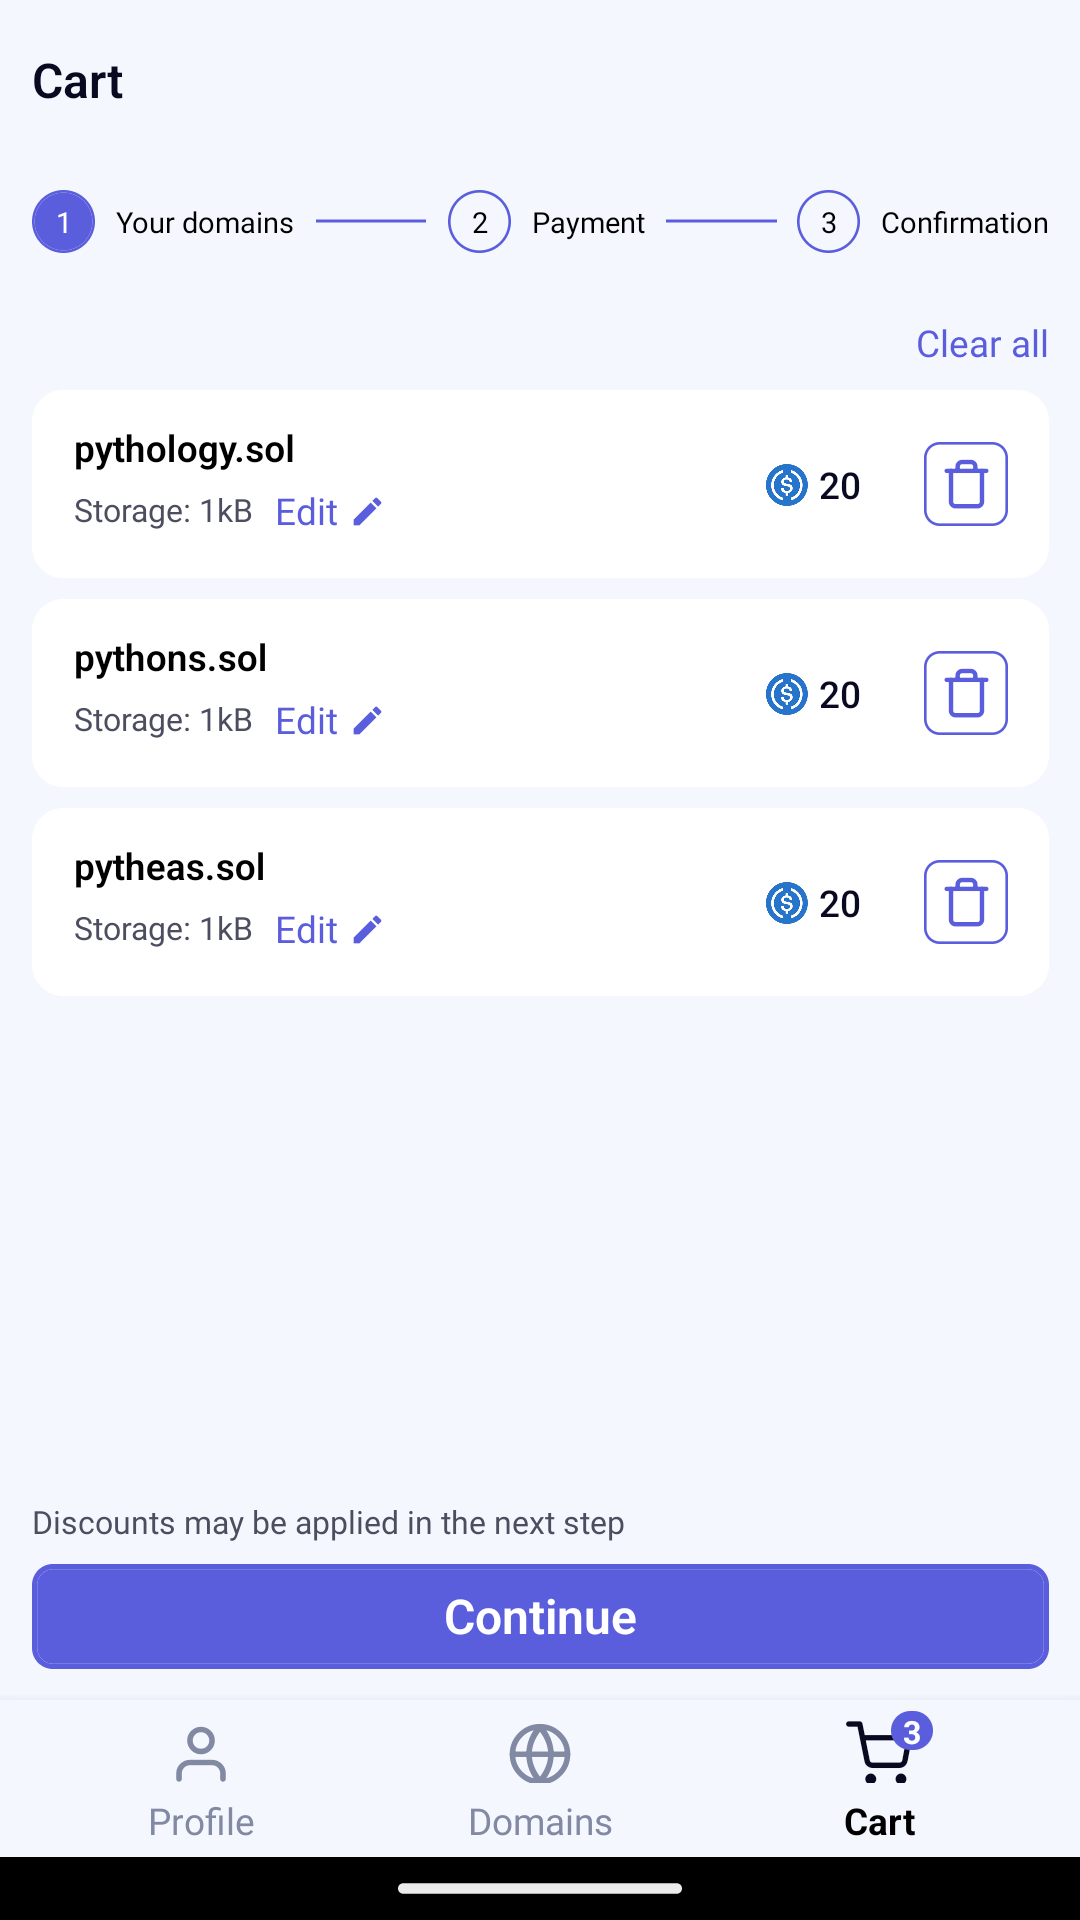 Cart
1 Your domains 2 Payment 3 Confirmation
Clear all
pythology.sol
Storage: 1kB Edit
20
pythons.sol
Storage: 1kB Edit
20
pytheas.sol
Storage: 1kB Edit
20
Discounts may be applied in the next step
Continue
3
Profile Domains Cart